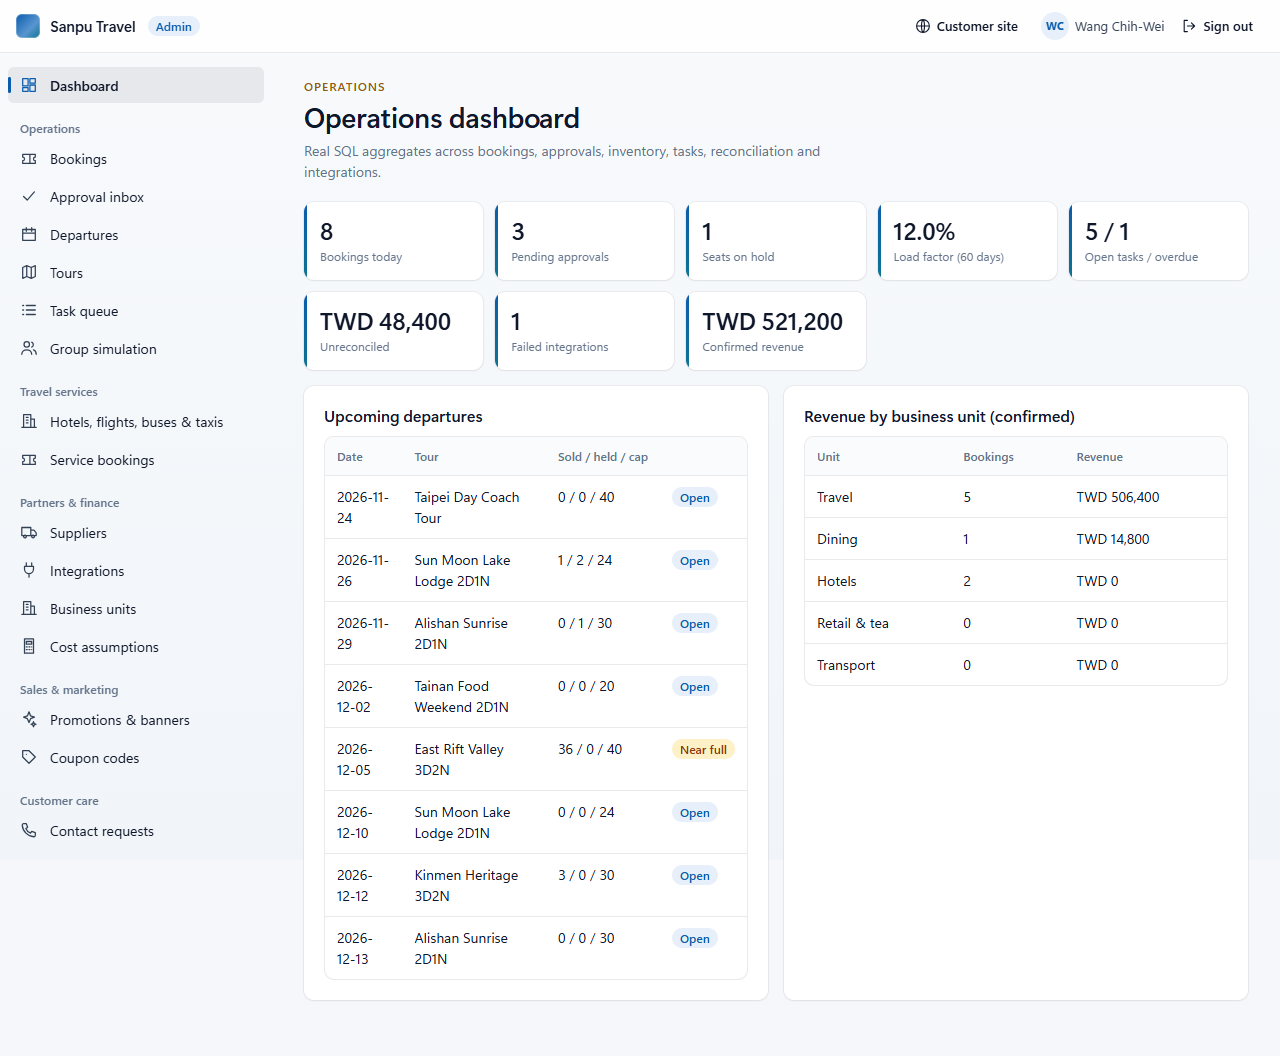 Sanpu Travel
Admin
Customer site
WC
Wang Chih-Wei
Sign out
Dashboard
Operations
Bookings
Approval inbox
Departures
Tours
Task queue
Group simulation
Travel services
Hotels, flights, buses & taxis
Service bookings
Partners & finance
Suppliers
Integrations
Business units
Cost assumptions
Sales & marketing
Promotions & banners
Coupon codes
Customer care
Contact requests
OPERATIONS
Operations dashboard
Real SQL aggregates across bookings, approvals, inventory, tasks, reconciliation and
integrations.
8
Bookings today
3
Pending approvals
1
Seats on hold
12.0%
Load factor (60 days)
5 / 1
Open tasks / overdue
TWD 48,400
Unreconciled
1
Failed integrations
TWD 521,200
Confirmed revenue
Upcoming departures
Date Tour Sold / held / cap
2026-11-24 Taipei Day Coach Tour 0 / 0 / 40 Open
2026-11-26 Sun Moon Lake Lodge 2D1N 1 / 2 / 24 Open
2026-11-29 Alishan Sunrise 2D1N 0 / 1 / 30 Open
2026-12-02 Tainan Food Weekend 2D1N 0 / 0 / 20 Open
2026-12-05 East Rift Valley 3D2N 36 / 0 / 40 Near full
2026-12-10 Sun Moon Lake Lodge 2D1N 0 / 0 / 24 Open
2026-12-12 Kinmen Heritage 3D2N 3 / 0 / 30 Open
2026-12-13 Alishan Sunrise 2D1N 0 / 0 / 30 Open
Revenue by business unit (confirmed)
Unit Bookings Revenue
Travel 5 TWD 506,400
Dining 1 TWD 14,800
Hotels 2 TWD 0
Retail & tea 0 TWD 0
Transport 0 TWD 0